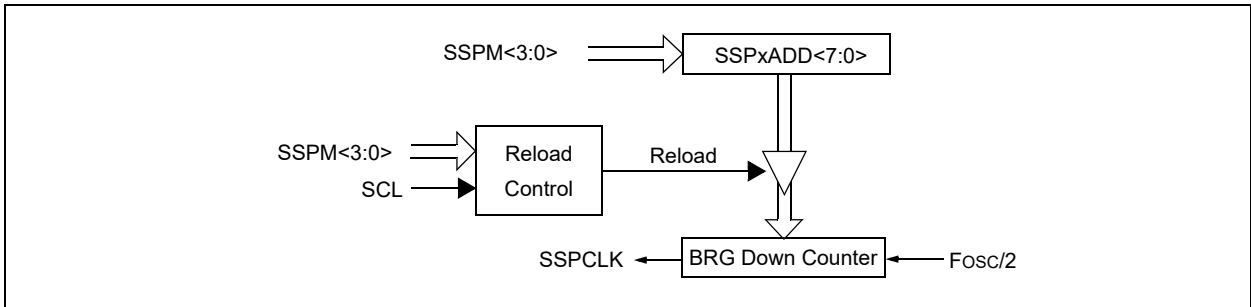 SSPM<3:0>
SSPxADD<7:0>
SSPM<3:0>
SCL
Reload
Control
Reload
SSPCLK
BRG Down Counter
FOSC/2